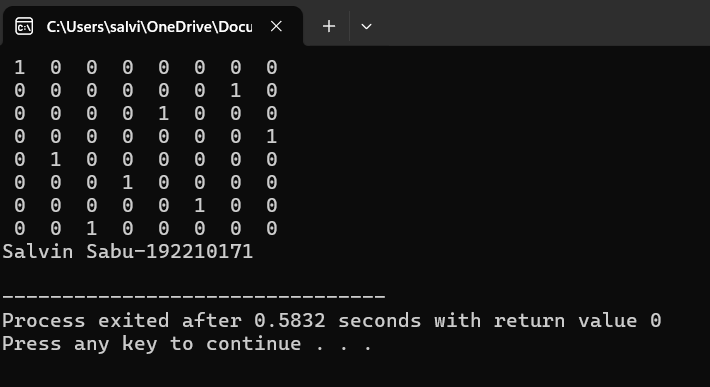 C:\Users\salvi\OneDrive\Docu
1 0 0 0 0 0 0 0
0 0 0 0 0 0 1 0
0 0 0 0 1 0 0 0
0 0 0 0 0 0 0 1
0 1 0 0 0 0 0 0
0 0 0 1 0 0 0 0
0 0 0 0 0 1 0 0
0 0 1 0 0 0 0 0
Salvin Sabu-192210171
--------------------------------
Process exited after 0.5832 seconds with return value 0
Press any key to continue . . .